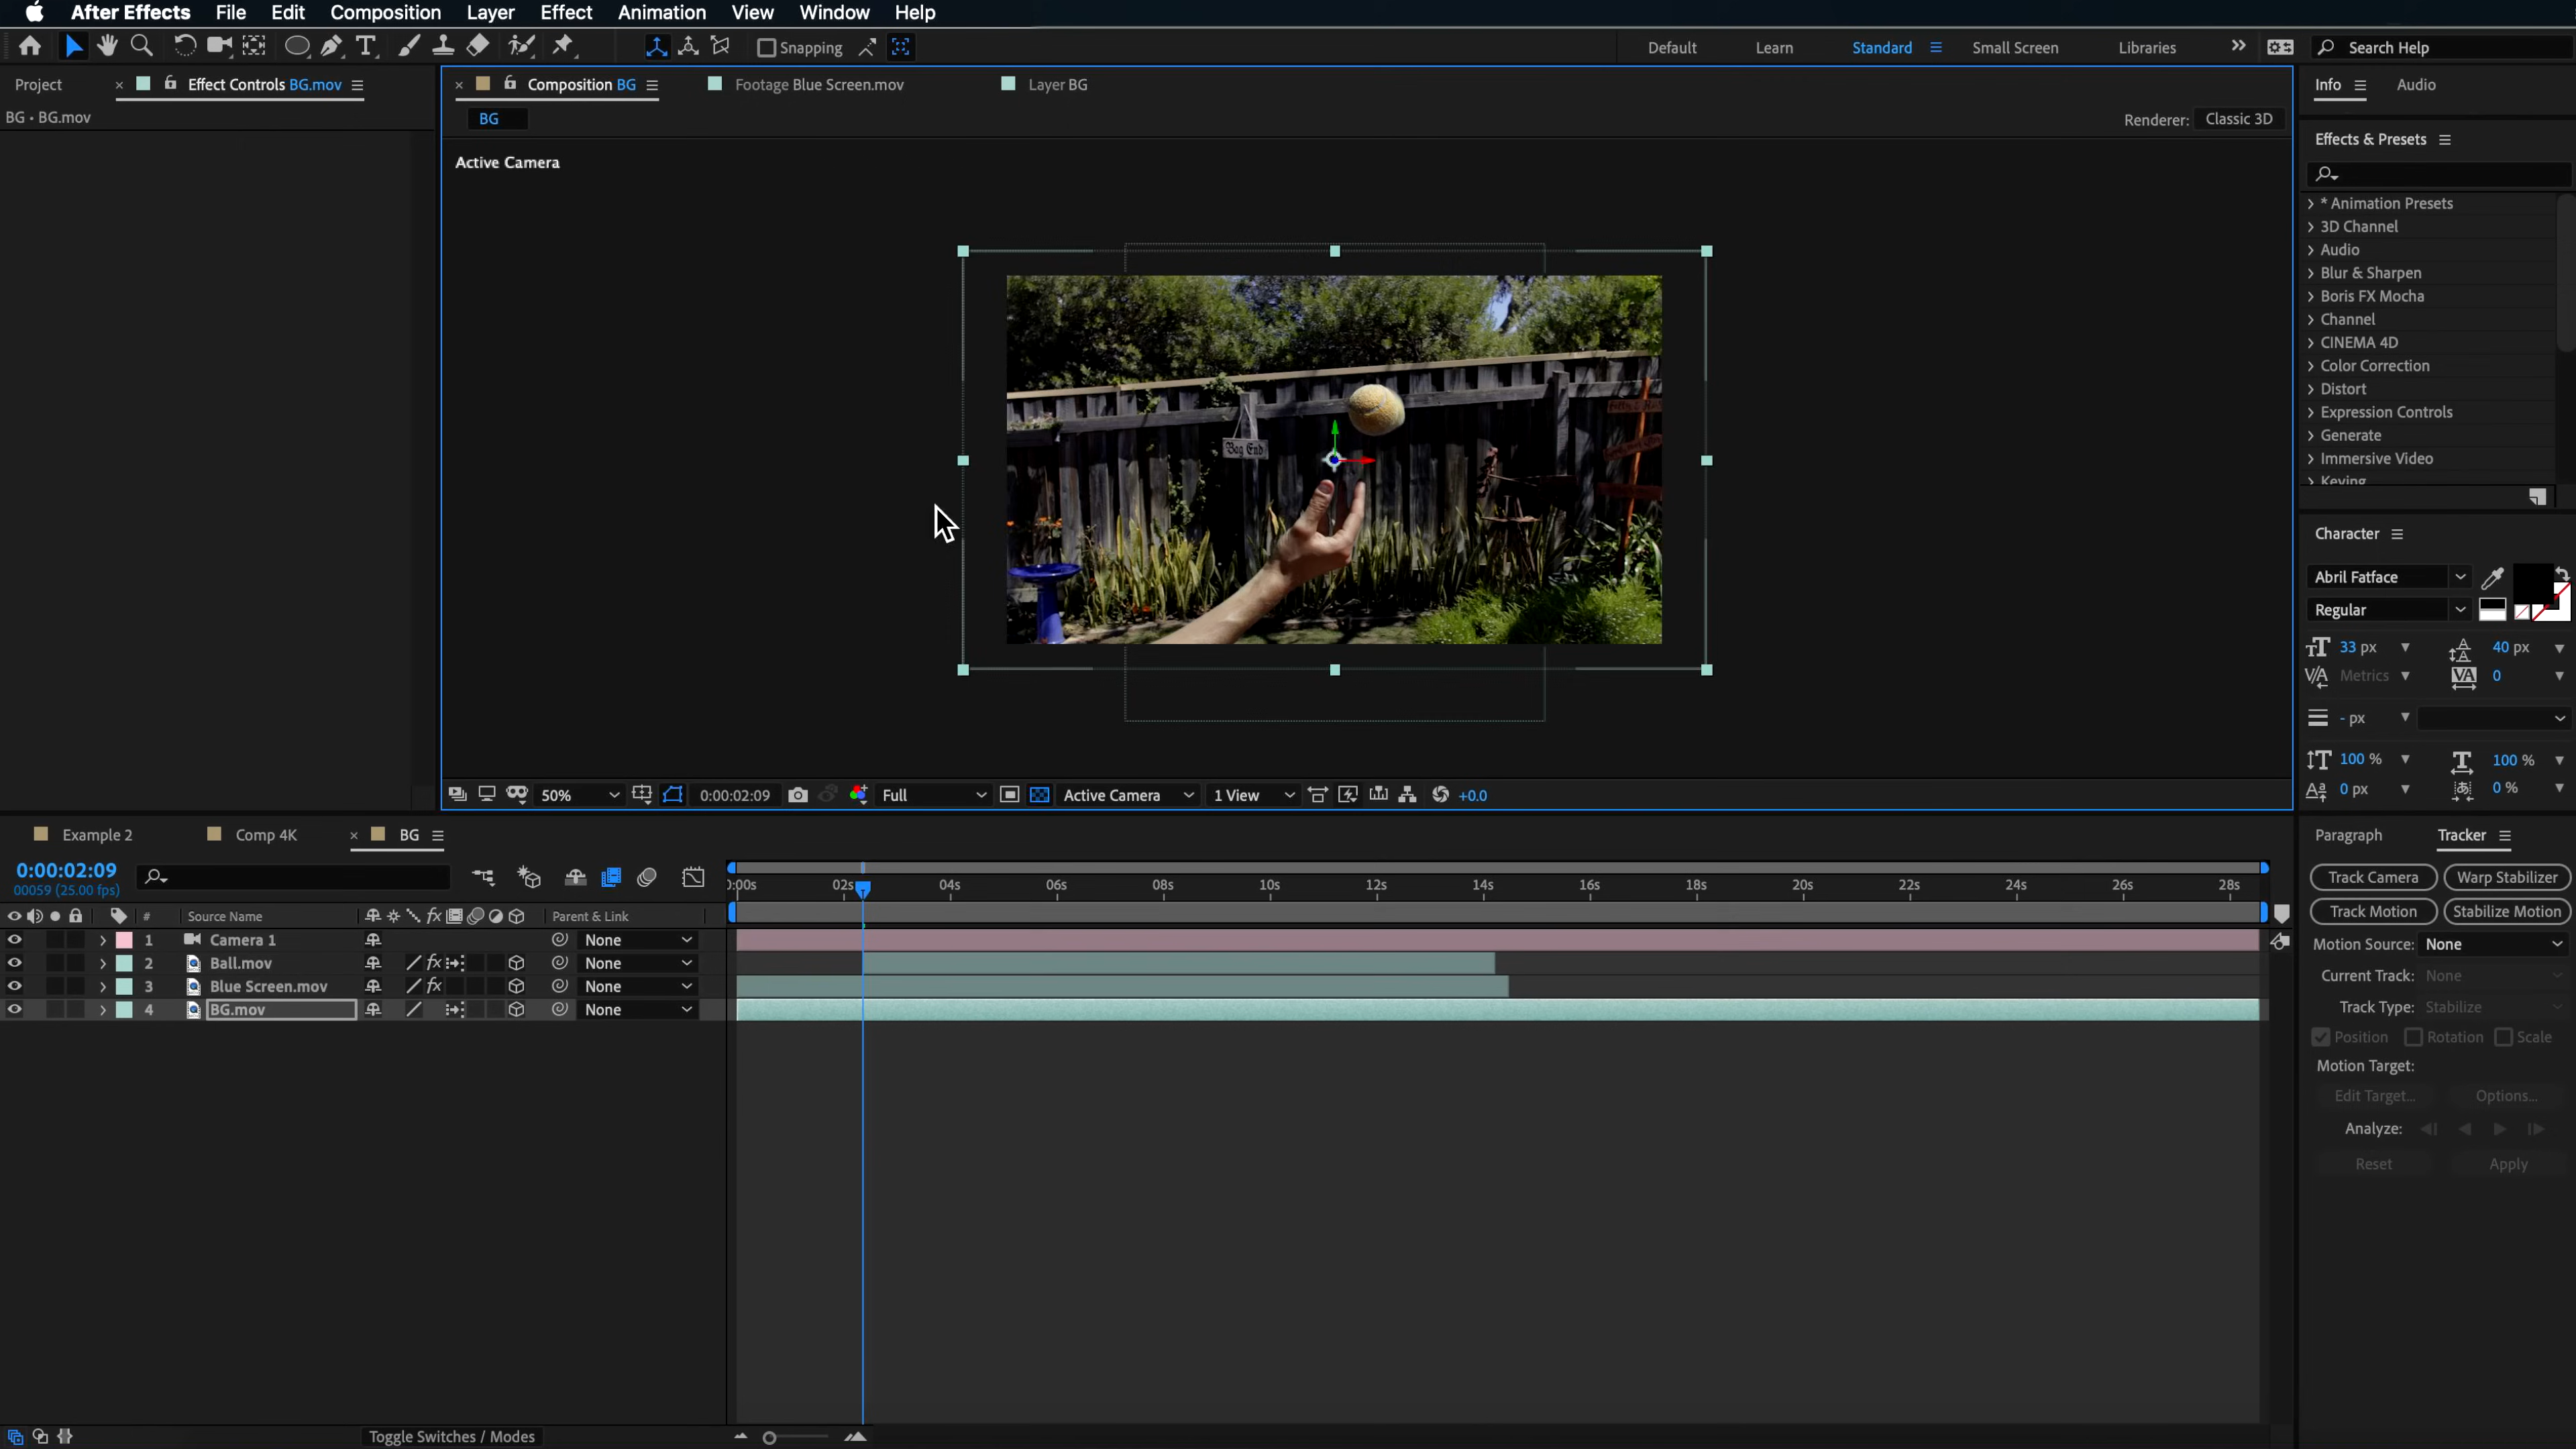 After Effects File Edit Composition Layer Effect Animation View Window Help
Snapping Default Learn Standard Small Screen Libraries Search Help
Project Effect Controls BG.mov Composition BG Footage Blue Screen.mov Layer BG Info Audio
BG • BG.mov
BG
Renderer: Classic 3D
Active Camera
Bag End
50% 0:00:02:09 Full Active Camera 1 View +0.0
Effects & Presets
* Animation Presets
3D Channel
Audio
Blur & Sharpen
Boris FX Mocha
Channel
CINEMA 4D
Color Correction
Distort
Expression Controls
Generate
Immersive Video
Keying
Character
Abril Fatface
Regular
33 px 40 px
Metrics 0
- px
100 % 100 %
0 px 0 %
Example 2 Comp 4K BG
0:00:02:09
00059 (25.00 fps)
# Source Name Parent & Link
1 Camera 1 None
2 Ball.mov None
3 Blue Screen.mov None
4 BG.mov None
0:00s 02s 04s 06s 08s 10s 12s 14s 16s 18s 20s 22s 24s 26s 28s
Toggle Switches / Modes
Paragraph Tracker
Track Camera Warp Stabilizer
Track Motion Stabilize Motion
Motion Source: None
Current Track: None
Track Type: Stabilize
Position Rotation Scale
Motion Target:
Edit Target... Options...
Analyze:
Reset Apply